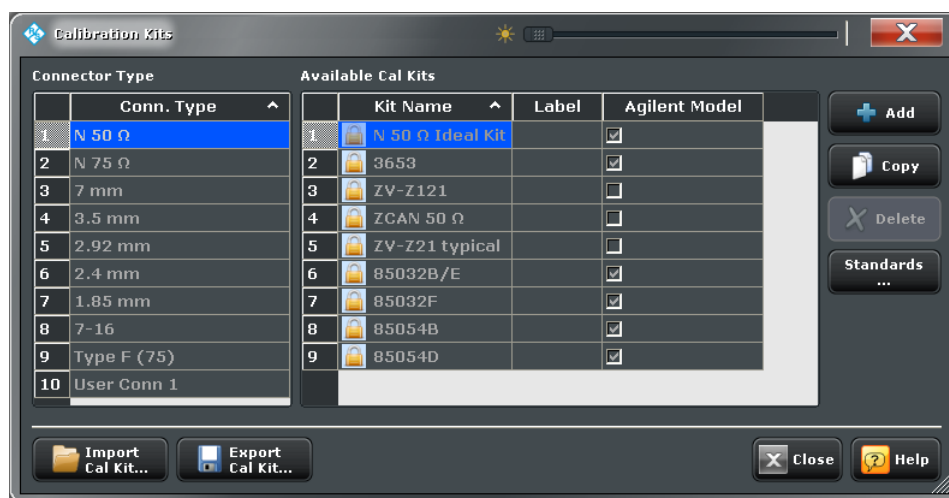 Calibration Kits
Connector Type
Available Cal Kits
Conn. Type
1 N 50 Ω
2 N 75 Ω
3 7 mm
4 3.5 mm
5 2.92 mm
6 2.4 mm
7 1.85 mm
8 7-16
9 Type F (75)
10 User Conn 1
Kit Name Label Agilent Model
1 N 50 Ω Ideal Kit
2 3653
3 ZV-Z121
4 ZCAN 50 Ω
5 ZV-Z21 typical
6 85032B/E
7 85032F
8 85054B
9 85054D
Add
Copy
Delete
Standards
...
Import
Cal Kit...
Export
Cal Kit...
Close
Help